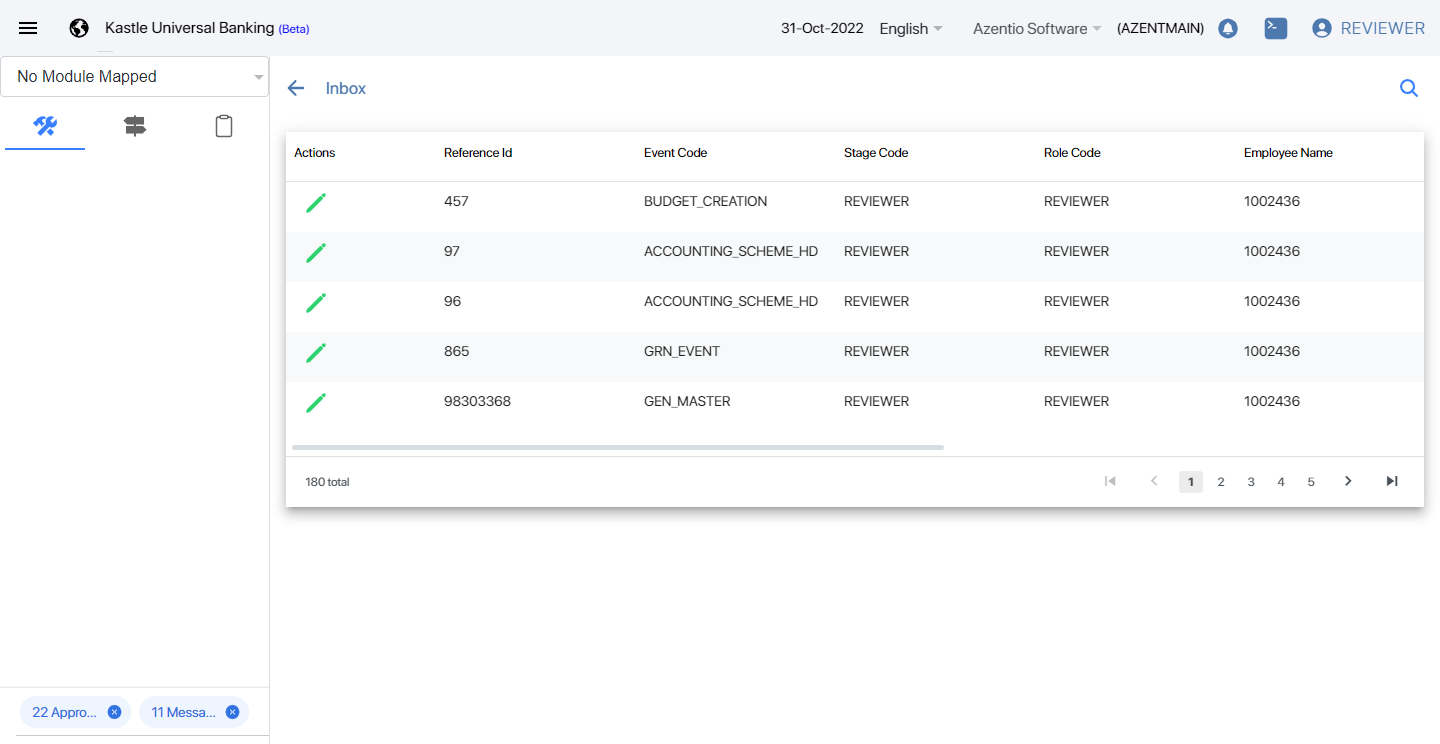 Kastle Universal Banking (Beta)
31-Oct-2022 English Azentio Software (AZENTMAIN) REVIEWER
No Module Mapped
Inbox
Actions Reference Id Event Code Stage Code Role Code Employee Name
457 BUDGET_CREATION REVIEWER REVIEWER 1002436
97 ACCOUNTING_SCHEME_HD REVIEWER REVIEWER 1002436
96 ACCOUNTING_SCHEME_HD REVIEWER REVIEWER 1002436
865 GRN_EVENT REVIEWER REVIEWER 1002436
98303368 GEN_MASTER REVIEWER REVIEWER 1002436
180 total 1 2 3 4 5
22 Appro... 11 Messa...